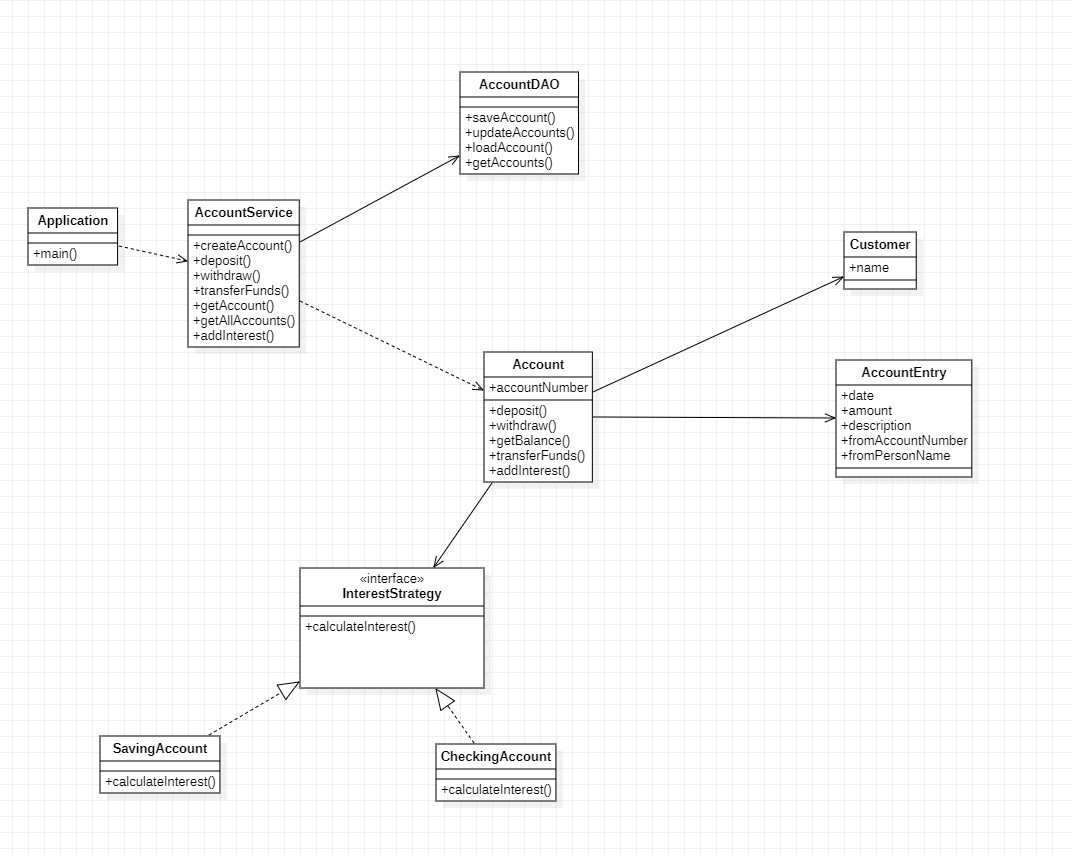 AccountDAO
+saveAccount()
+updateAccounts()
+loadAccount()
+getAccounts()
Application
+main()
AccountService
+createAccount()
+deposit()
+withdraw()
+transferFunds()
+getAccount()
+getAllAccounts()
+addInterest()
Customer
+name
Account
+accountNumber
+deposit()
+withdraw()
+getBalance()
+transferFunds()
+addInterest()
AccountEntry
+date
+amount
+description
+fromAccountNumber
+fromPersonName
«interface»
InterestStrategy
+calculateInterest()
SavingAccount
+calculateInterest()
CheckingAccount
+calculateInterest()